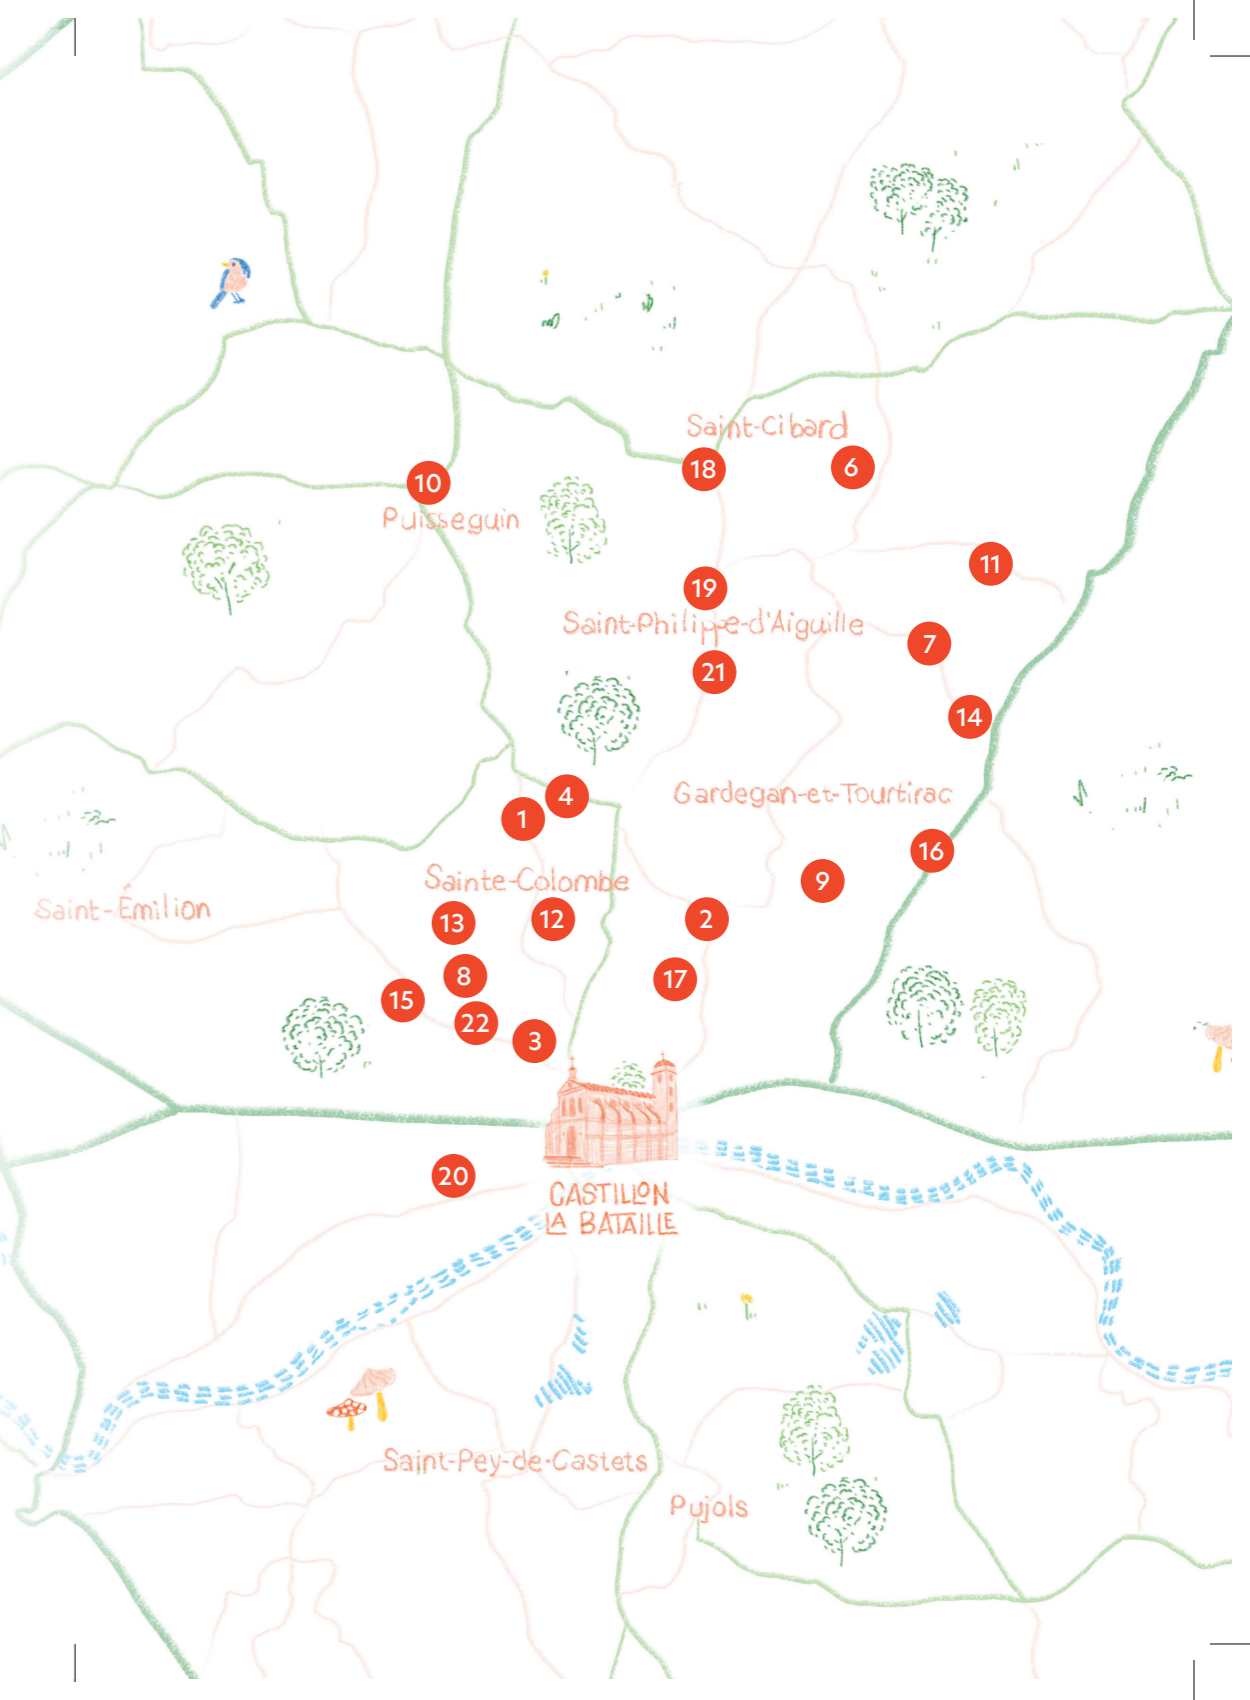 Saint-Cibard
18
6
10
Puisseguin
11
19
Saint-Philippe-d'Aiguille
7
21
14
4
Gardegan-et-Tourtirac
1
16
Sainte-Colombe
9
Saint-Émilion
13
12
2
8
17
15
22
3
20
CASTILLON
LA BATAILLE
Saint-Pey-de-Castets
Pujols